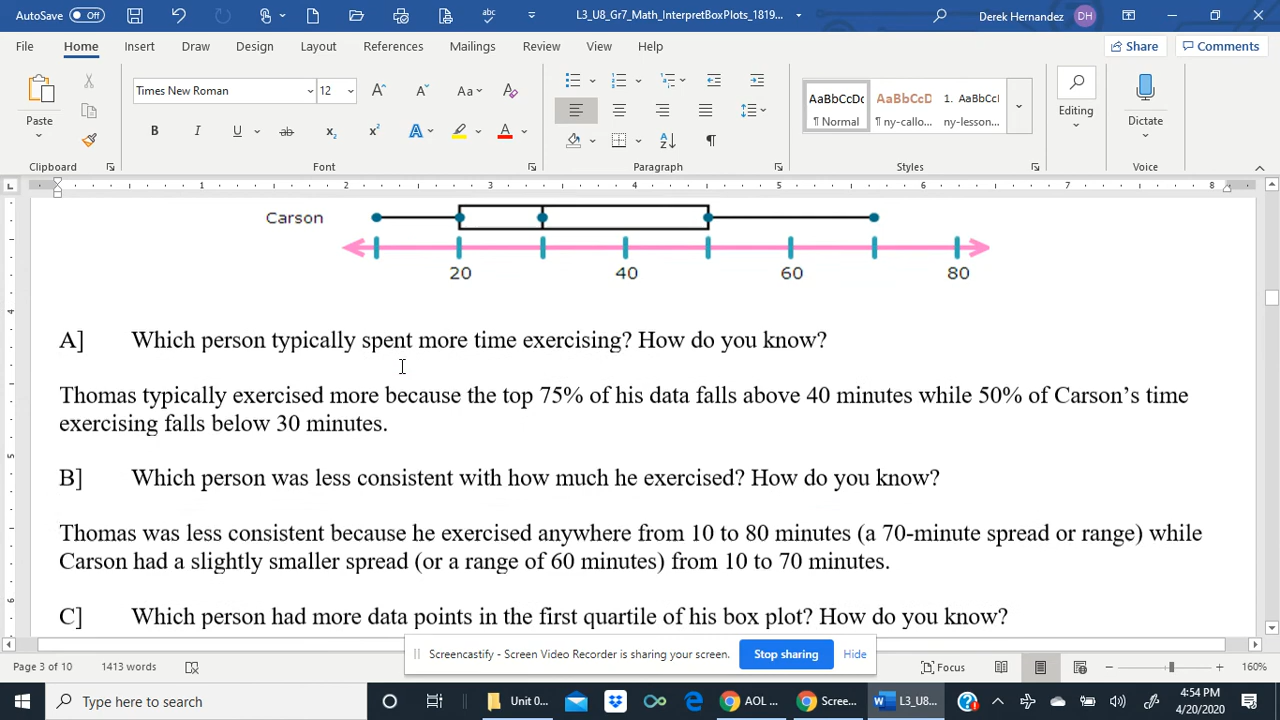 AutoSave Off
L3_U8_Gr7_Math_InterpretBoxPlots_1819...
Derek Hernandez DH
File Home Insert Draw Design Layout References Mailings Review View Help Share Comments
Times New Roman 12
Paste
Clipboard
Font
Paragraph
AaBbCcDc
¶ Normal
AaBbCcD
¶ ny-callo...
1. AaBbCcI
ny-lesson...
Styles
Editing
Dictate
Voice
1 2 3 4 5 6 7 8
Carson
20 40 60 80
A] Which person typically spent more time exercising? How do you know?
Thomas typically exercised more because the top 75% of his data falls above 40 minutes while 50% of Carson’s time
exercising falls below 30 minutes.
B] Which person was less consistent with how much he exercised? How do you know?
Thomas was less consistent because he exercised anywhere from 10 to 80 minutes (a 70-minute spread or range) while
Carson had a slightly smaller spread (or a range of 60 minutes) from 10 to 70 minutes.
C] Which person had more data points in the first quartile of his box plot? How do you know?
Screencastify - Screen Video Recorder is sharing your screen. Stop sharing Hide
Page 3 of 10 1413 words Focus 160%
Type here to search
Unit 0...
AOL ...
Scree...
L3_U8...
4:54 PM
4/20/2020